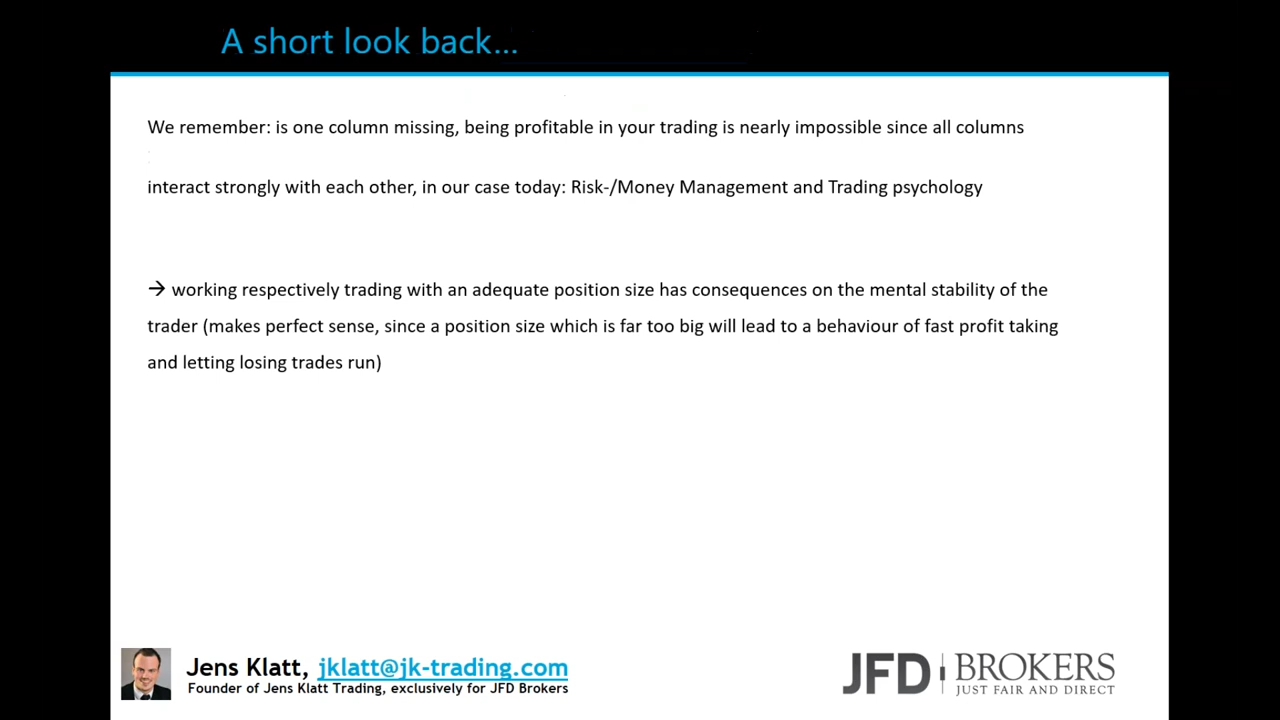 A short look back...
We remember: is one column missing, being profitable in your trading is nearly impossible since all columns
interact strongly with each other, in our case today: Risk-/Money Management and Trading psychology
→ working respectively trading with an adequate position size has consequences on the mental stability of the
trader (makes perfect sense, since a position size which is far too big will lead to a behaviour of fast profit taking
and letting losing trades run)
Jens Klatt, jklatt@jk-trading.com
Founder of Jens Klatt Trading, exclusively for JFD Brokers
JFD BROKERS
JUST FAIR AND DIRECT